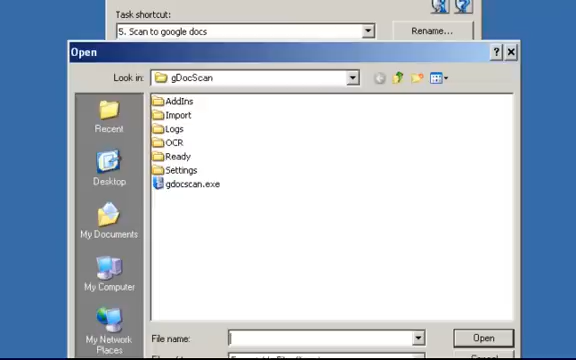 Task shortcut:
5. Scan to google docs
Rename...
Open
Look in:
gDocScan
AddIns
Import
Logs
OCR
Ready
Settings
gdocscan.exe
Recent
Desktop
My Documents
My Computer
My Network
Places
File name:
Open